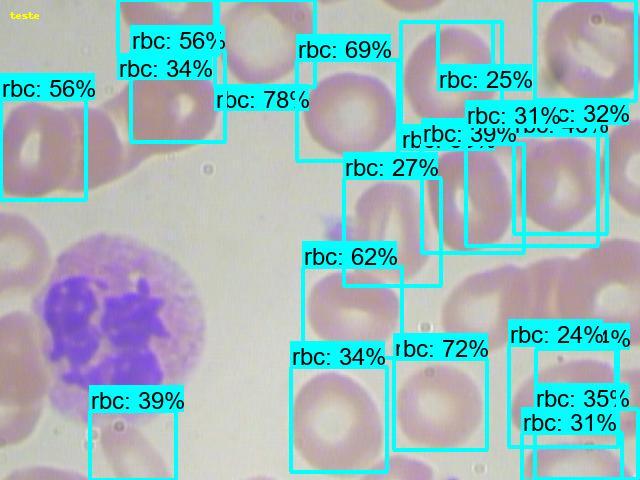 teste
rbc: 56%
rbc: 34%
rbc: 56%
rbc: 78%
rbc: 69%
rbc: 25%
rbc: 31%
c: 32%
rbc: 39%
rbc: 27%
rbc: 62%
rbc: 34%
rbc: 72%
rbc: 24%
rbc: 39%
rbc: 35%
rbc: 31%